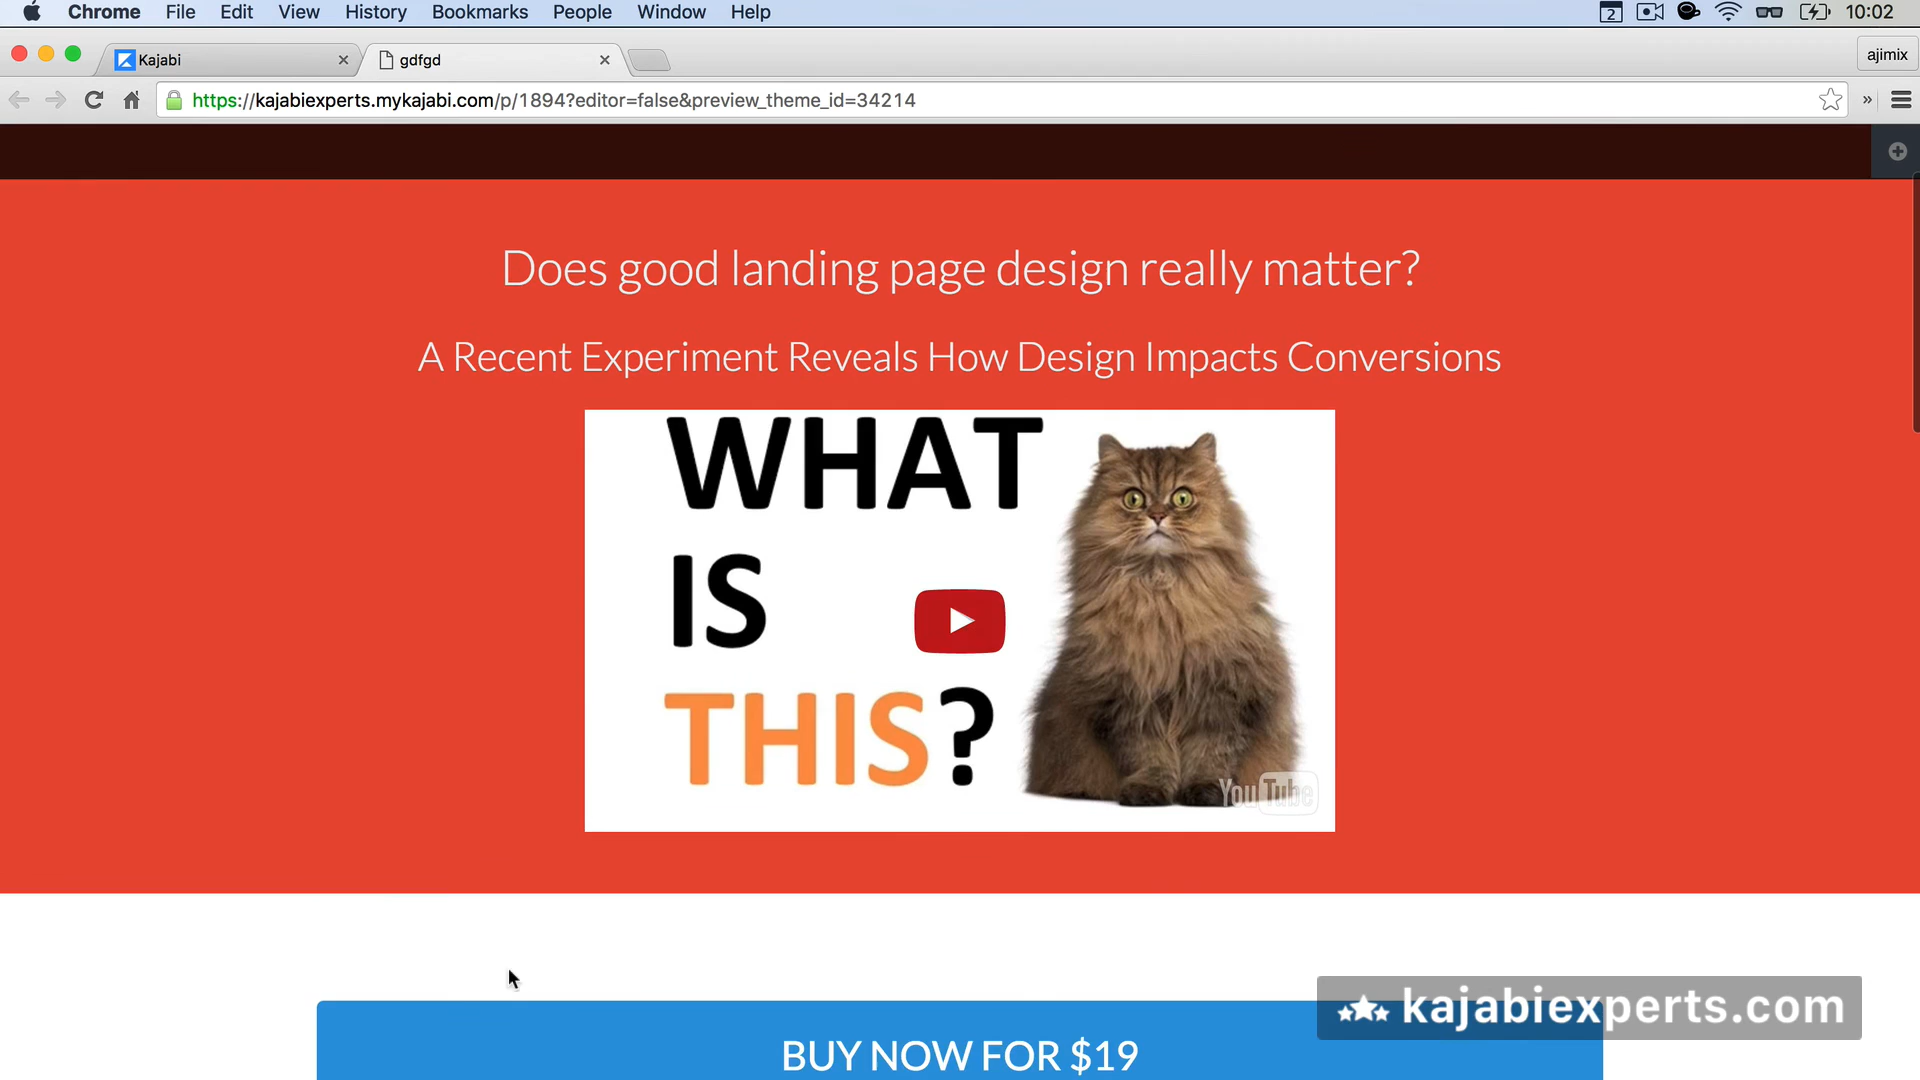 Chrome File Edit View History Bookmarks People Window Help 2 10:02
Kajabi gdfgd ajimix
https://kajabiexperts.mykajabi.com/p/1894?editor=false&preview_theme_id=34214 »
Does good landing page design really matter?
A Recent Experiment Reveals How Design Impacts Conversions
WHAT
IS
THIS?
YouTube
kajabiexperts.com
BUY NOW FOR $19